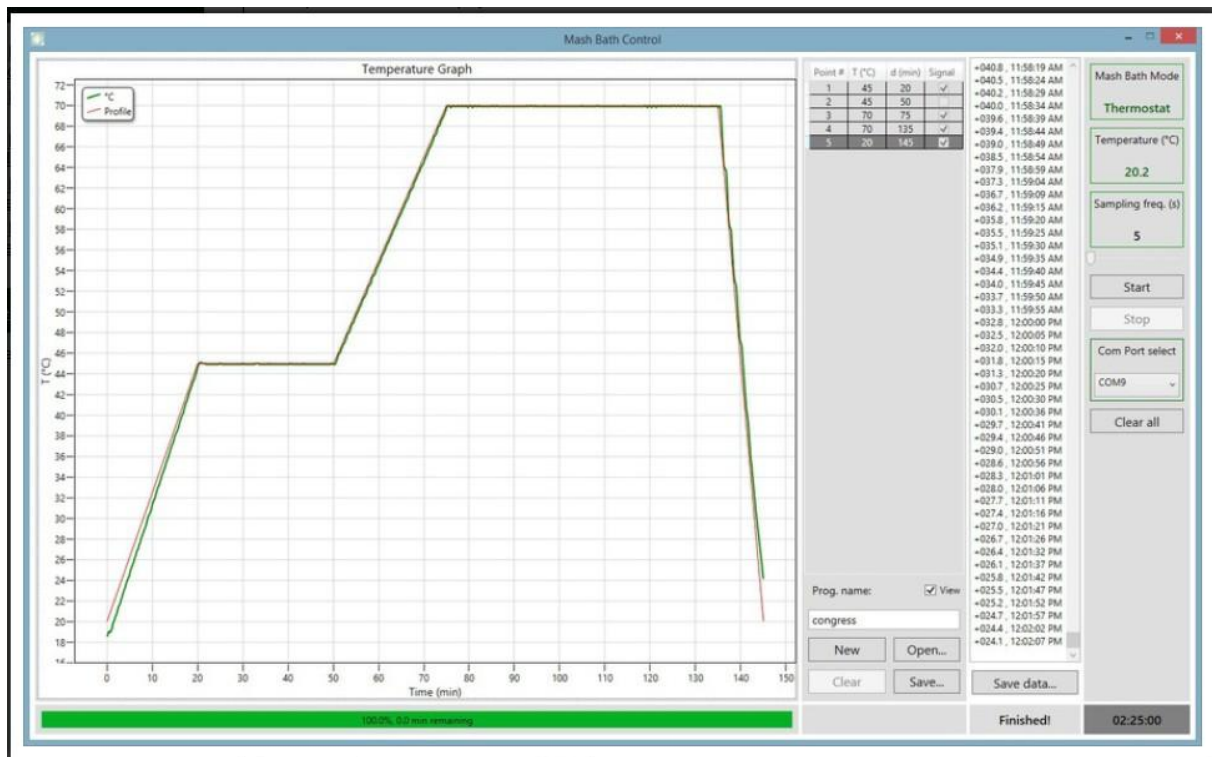 Mash Bath Control
Temperature Graph
°C
Profile
72
70
68
66
64
62
60
58
56
54
52
50
48
46
44
42
40
38
36
34
32
30
28
26
24
22
20
18
16
T (°C)
0 10 20 30 40 50 60 70 80 90 100 110 120 130 140 150
Time (min)
100.0%, 0.0 min remaining
Point # T (°C) d (min) Signal
1 45 20
2 45 50
3 70 75
4 70 135
5 20 145
Prog. name: View
congress
New Open...
Clear Save...
+040.8 , 11:58:19 AM
+040.5 , 11:58:24 AM
+040.2 , 11:58:29 AM
+040.0 , 11:58:34 AM
+039.6 , 11:58:39 AM
+039.4 , 11:58:44 AM
+039.0 , 11:58:49 AM
+038.5 , 11:58:54 AM
+037.9 , 11:58:59 AM
+037.3 , 11:59:04 AM
+036.7 , 11:59:09 AM
+036.2 , 11:59:15 AM
+035.8 , 11:59:20 AM
+035.5 , 11:59:25 AM
+035.1 , 11:59:30 AM
+034.9 , 11:59:35 AM
+034.4 , 11:59:40 AM
+034.0 , 11:59:45 AM
+033.7 , 11:59:50 AM
+033.3 , 11:59:55 AM
+032.8 , 12:00:00 PM
+032.5 , 12:00:05 PM
+032.0 , 12:00:10 PM
+031.8 , 12:00:15 PM
+031.3 , 12:00:20 PM
+030.7 , 12:00:25 PM
+030.5 , 12:00:30 PM
+030.1 , 12:00:36 PM
+029.7 , 12:00:41 PM
+029.4 , 12:00:46 PM
+029.0 , 12:00:51 PM
+028.6 , 12:00:56 PM
+028.3 , 12:01:01 PM
+028.0 , 12:01:06 PM
+027.7 , 12:01:11 PM
+027.4 , 12:01:16 PM
+027.0 , 12:01:21 PM
+026.7 , 12:01:26 PM
+026.4 , 12:01:32 PM
+026.1 , 12:01:37 PM
+025.8 , 12:01:42 PM
+025.5 , 12:01:47 PM
+025.2 , 12:01:52 PM
+024.7 , 12:01:57 PM
+024.4 , 12:02:02 PM
+024.1 , 12:02:07 PM
Save data...
Finished!
Mash Bath Mode
Thermostat
Temperature (°C)
20.2
Sampling freq. (s)
5
Start
Stop
Com Port select
COM9
Clear all
02:25:00